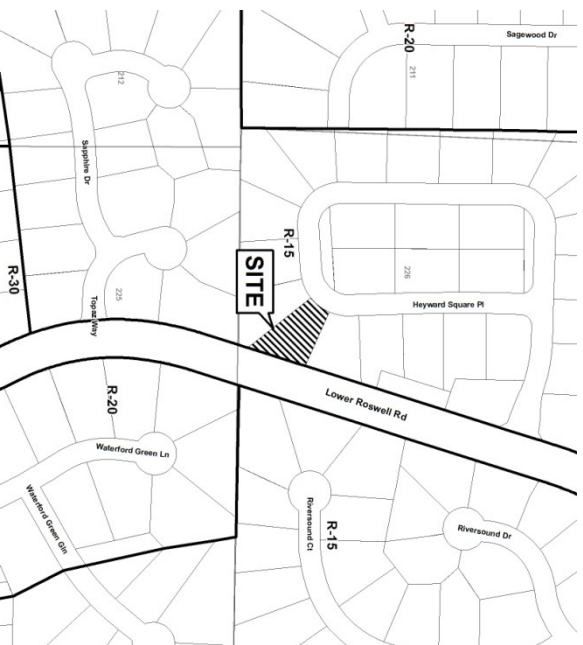 Sagewood Dr
R-20
211
212
Sapphire Dr
R-15
226
SITE
R-30
225
Topaz Way
Heyward Square Pl
Lower Roswell Rd
R-20
Waterford Green Ln
Waterford Green Gln
Riversound Ct
R-15
Riversound Dr